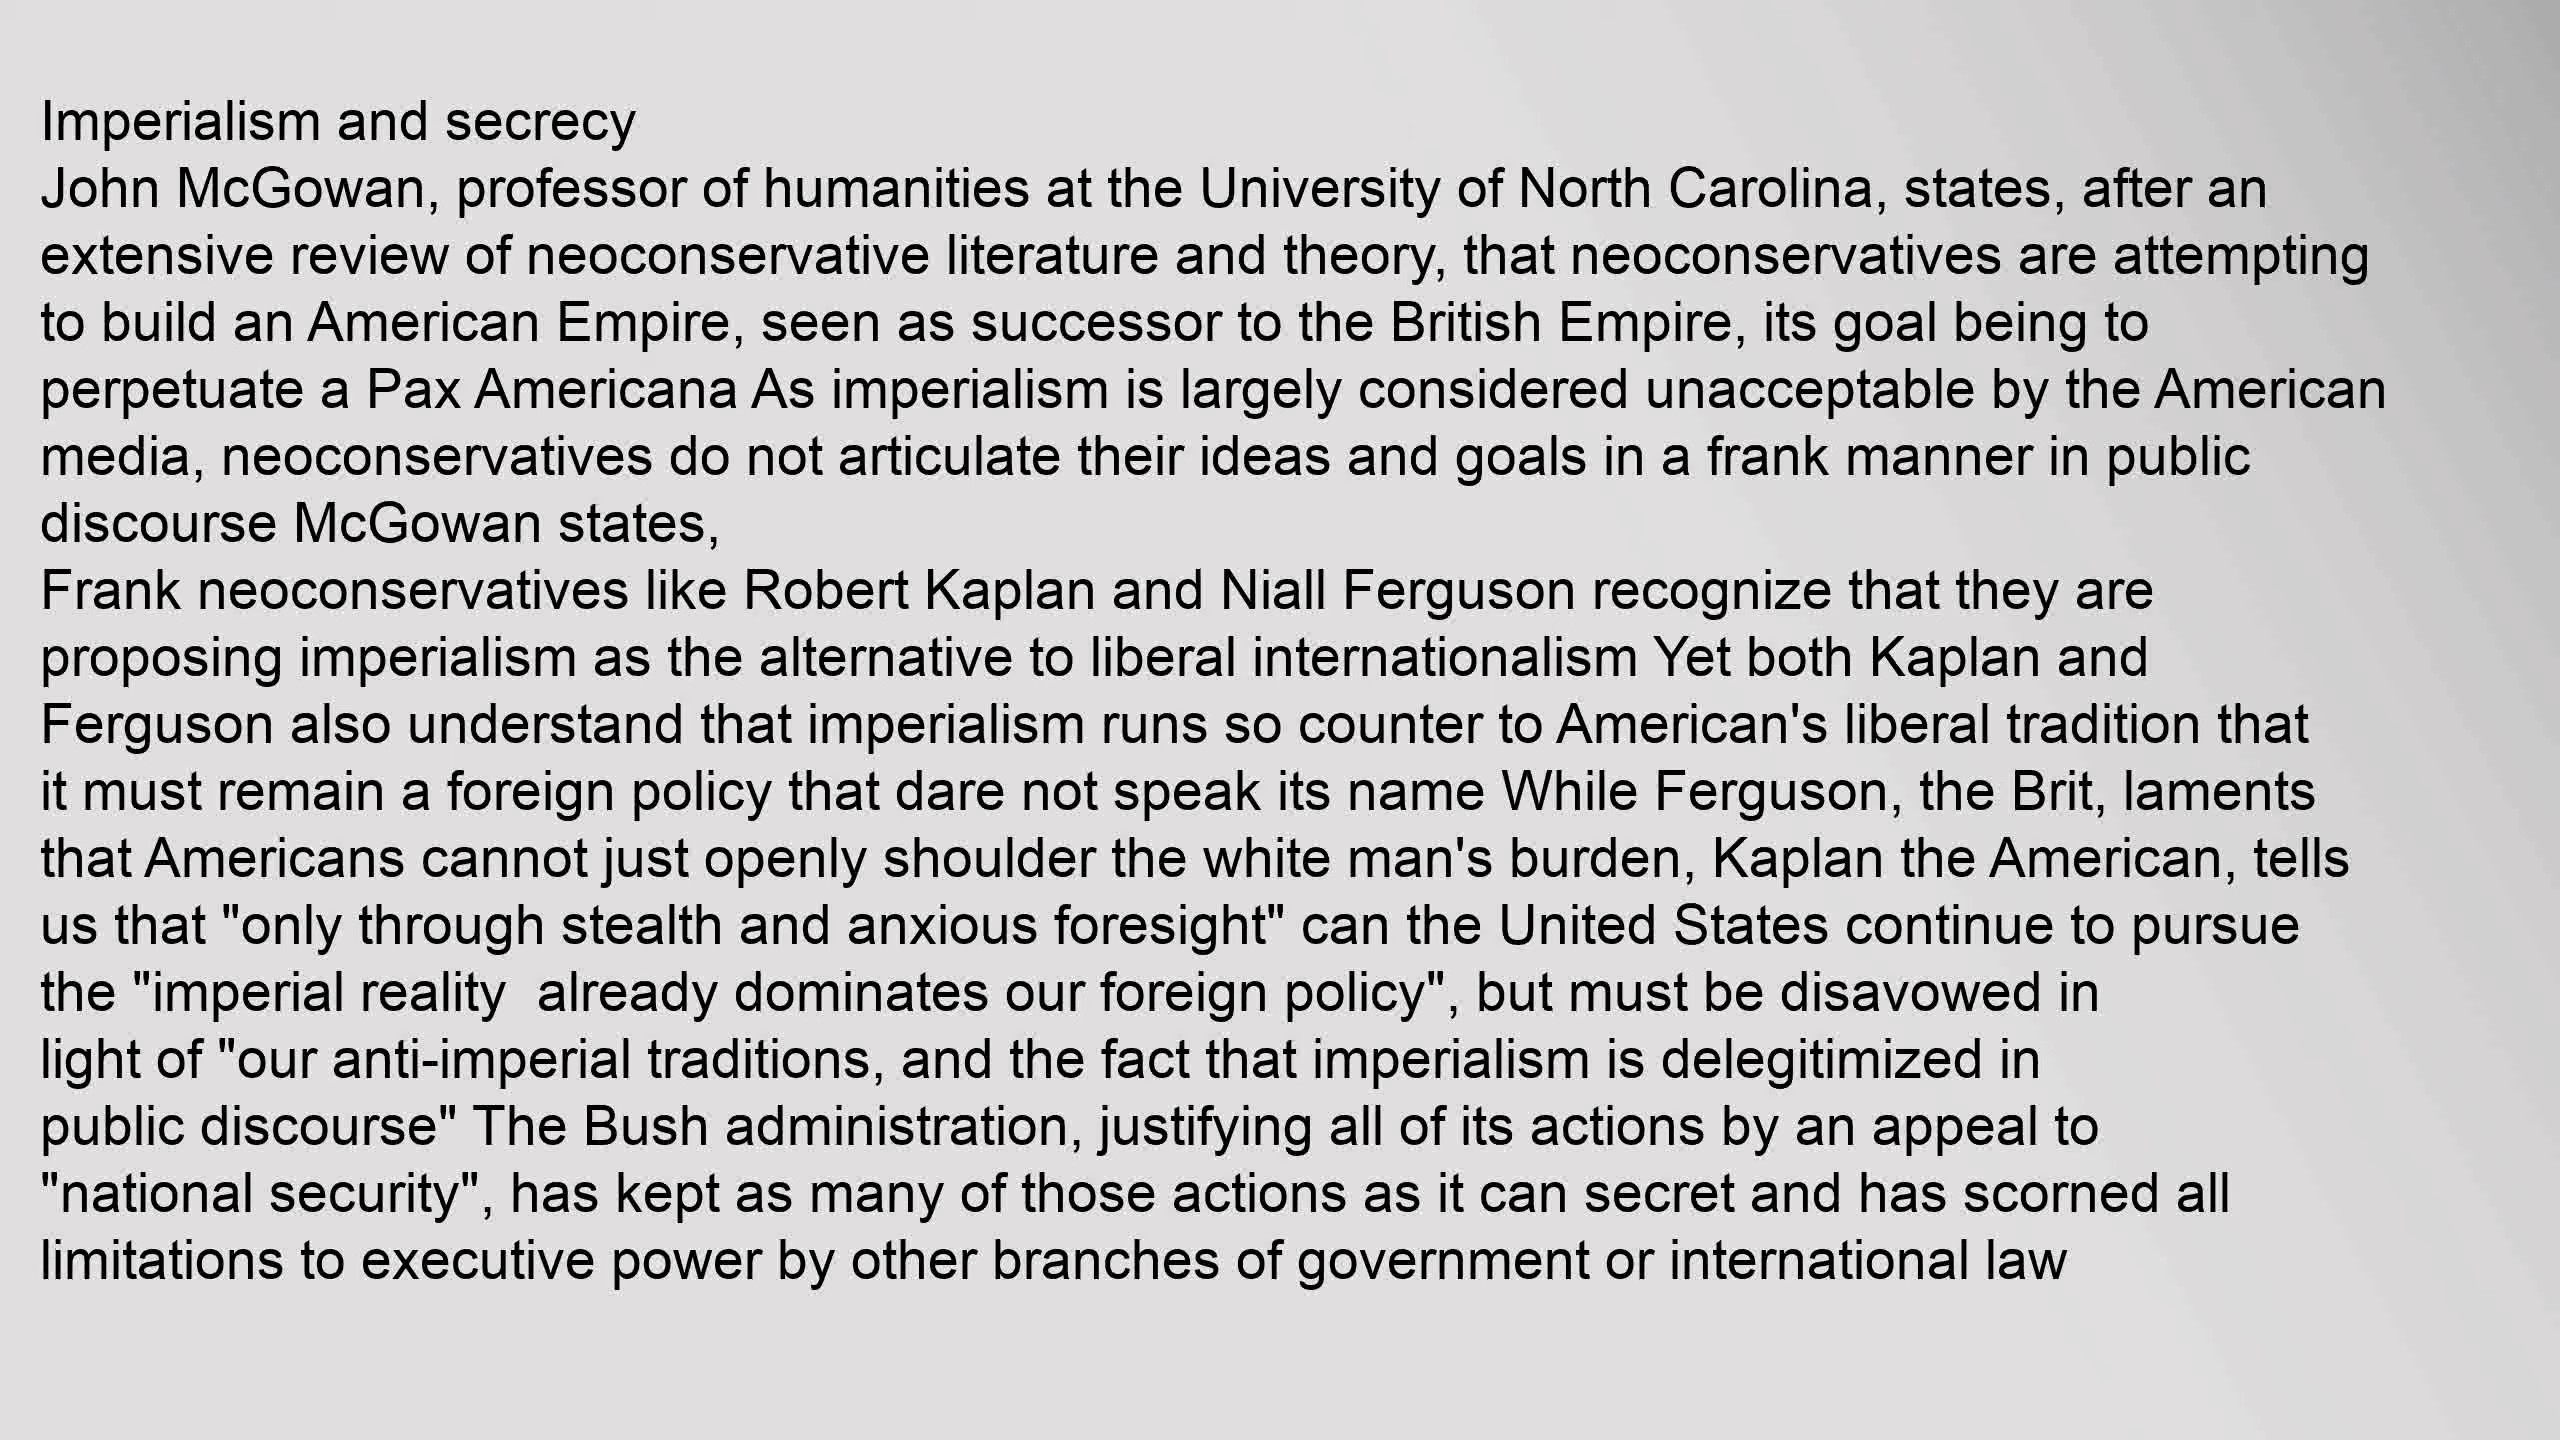 Imperialism and secrecy
John McGowan, professor of humanities at the University of North Carolina, states, after an
extensive review of neoconservative literature and theory, that neoconservatives are attempting
to build an American Empire, seen as successor to the British Empire, its goal being to
perpetuate a Pax Americana As imperialism is largely considered unacceptable by the American
media, neoconservatives do not articulate their ideas and goals in a frank manner in public
discourse McGowan states,
Frank neoconservatives like Robert Kaplan and Niall Ferguson recognize that they are
proposing imperialism as the alternative to liberal internationalism Yet both Kaplan and
Ferguson also understand that imperialism runs so counter to American's liberal tradition that
it must remain a foreign policy that dare not speak its name While Ferguson, the Brit, laments
that Americans cannot just openly shoulder the white man's burden, Kaplan the American, tells
us that "only through stealth and anxious foresight" can the United States continue to pursue
the "imperial reality  already dominates our foreign policy", but must be disavowed in
light of "our anti-imperial traditions, and the fact that imperialism is delegitimized in
public discourse" The Bush administration, justifying all of its actions by an appeal to
"national security", has kept as many of those actions as it can secret and has scorned all
limitations to executive power by other branches of government or international law